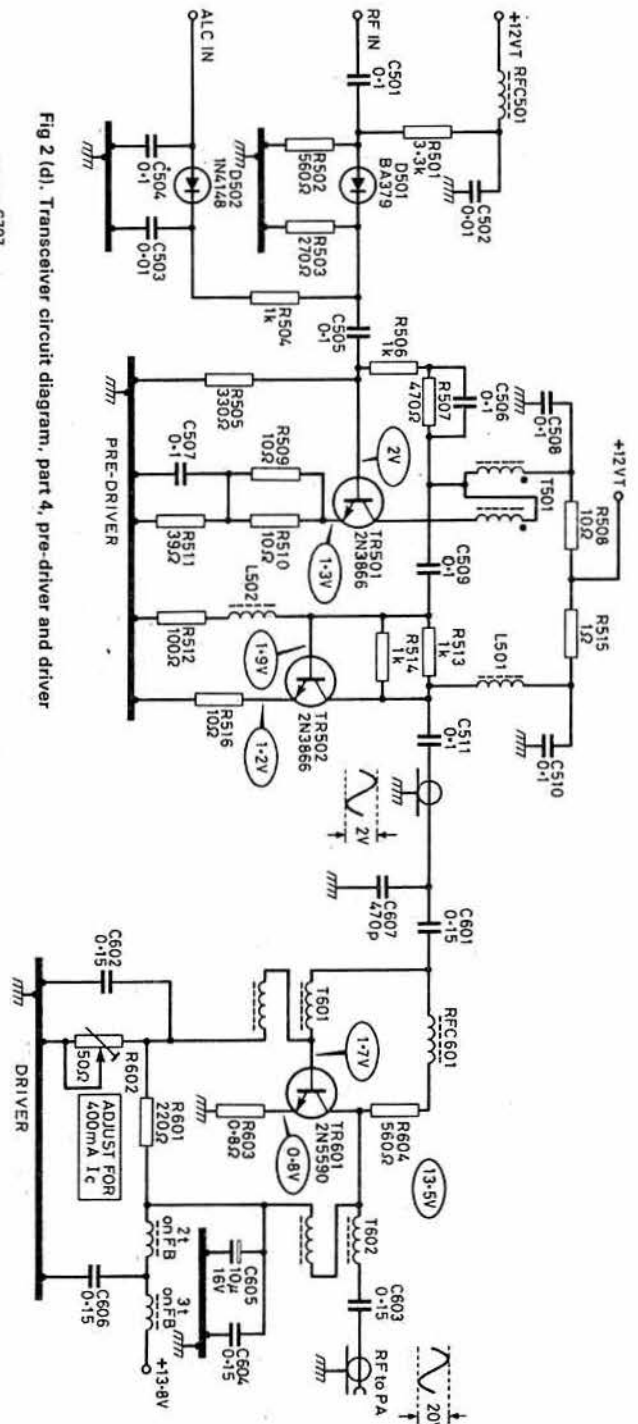 +12VT
RFC501
C502
0·01
R501
3·3k
RF IN
C501
0·1
D501
BA379
R502
560Ω
R503
270Ω
ALC IN
D502
1N4148
C504
0·1
C503
0·01
R504
1k
C505
0·1
R506
1k
R507
470Ω
C506
0·1
C508
0·1
T501
R508
10Ω
+12VT
R515
1Ω
L501
C510
0·1
2V
TR501
2N3866
1·3V
R505
330Ω
C507
0·1
R509
10Ω
R510
10Ω
R511
39Ω
C509
0·1
R513
1k
R514
1k
L502
R512
100Ω
1·9V
TR502
2N3866
1·2V
R516
10Ω
C511
0·1
2V
PRE-DRIVER
C607
470p
C601
0·15
RFC601
T601
1·7V
TR601
2N5590
0·8V
R603
0·8Ω
R604
560Ω
13·5V
C602
0·15
R602
50Ω
ADJUST FOR
400mA Ic
R601
220Ω
T602
C603
0·15
RF to PA
20V
C605
10µ
16V
C604
0·15
2t
on FB
3t
on FB
C606
0·15
+13·8V
DRIVER
Fig 2 (d). Transceiver circuit diagram, part 4, pre-driver and driver